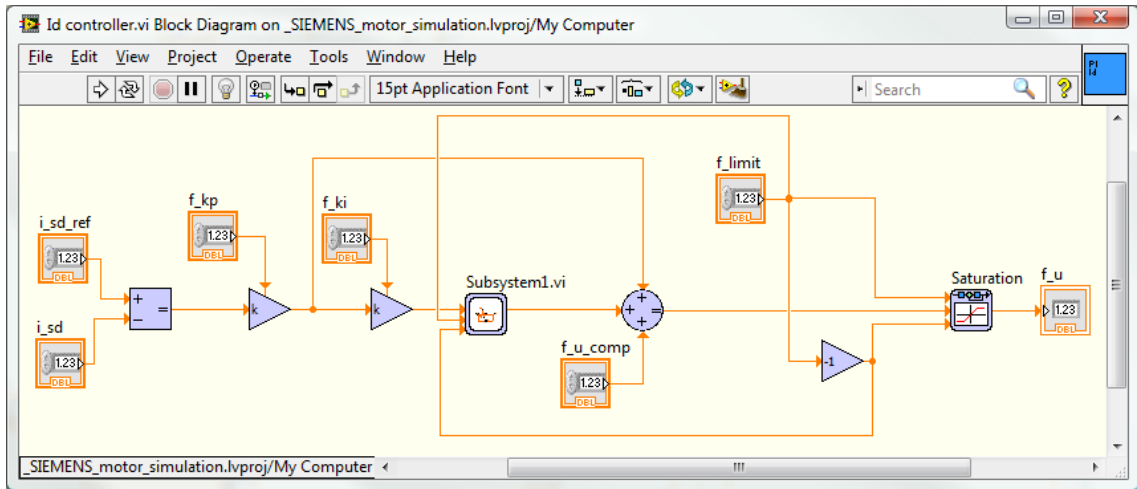 Id controller.vi Block Diagram on _SIEMENS_motor_simulation.lvproj/My Computer
File Edit View Project Operate Tools Window Help
15pt Application Font
Search
PI
Id
f_limit
1.23
DBL
f_kp
1.23
DBL
f_ki
1.23
DBL
i_sd_ref
1.23
DBL
+
−
=
k
k
Subsystem1.vi
+
+
+
=
Saturation
f_u
1.23
DBL
i_sd
1.23
DBL
f_u_comp
1.23
DBL
-1
_SIEMENS_motor_simulation.lvproj/My Computer